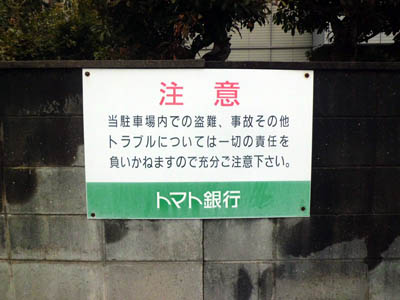 注意
当駐車場内での盗難、事故その他
トラブルについては一切の責任を
負いかねますので充分ご注意下さい。
トマト銀行